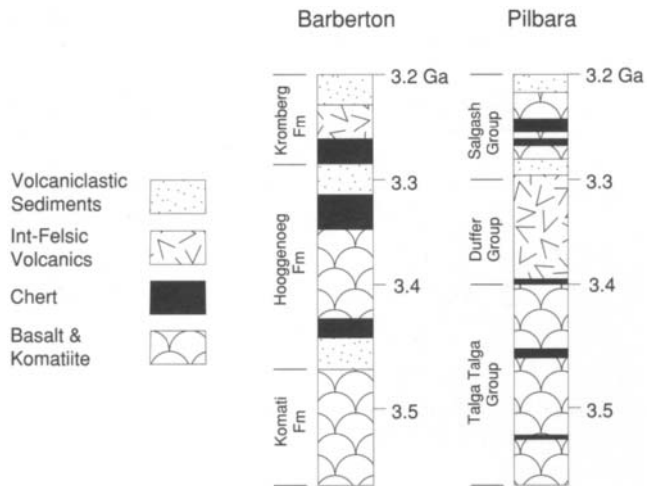 Barberton
Pilbara
3.2 Ga
3.2 Ga
Kromberg
Fm
Salgash
Group
Volcaniclastic
Sediments
3.3
3.3
Int-Felsic
Volcanics
Hooggenoeg
Fm
Duffer
Group
Chert
3.4
3.4
Basalt &
Komatiite
Komati
Fm
Talga Talga
Group
3.5
3.5